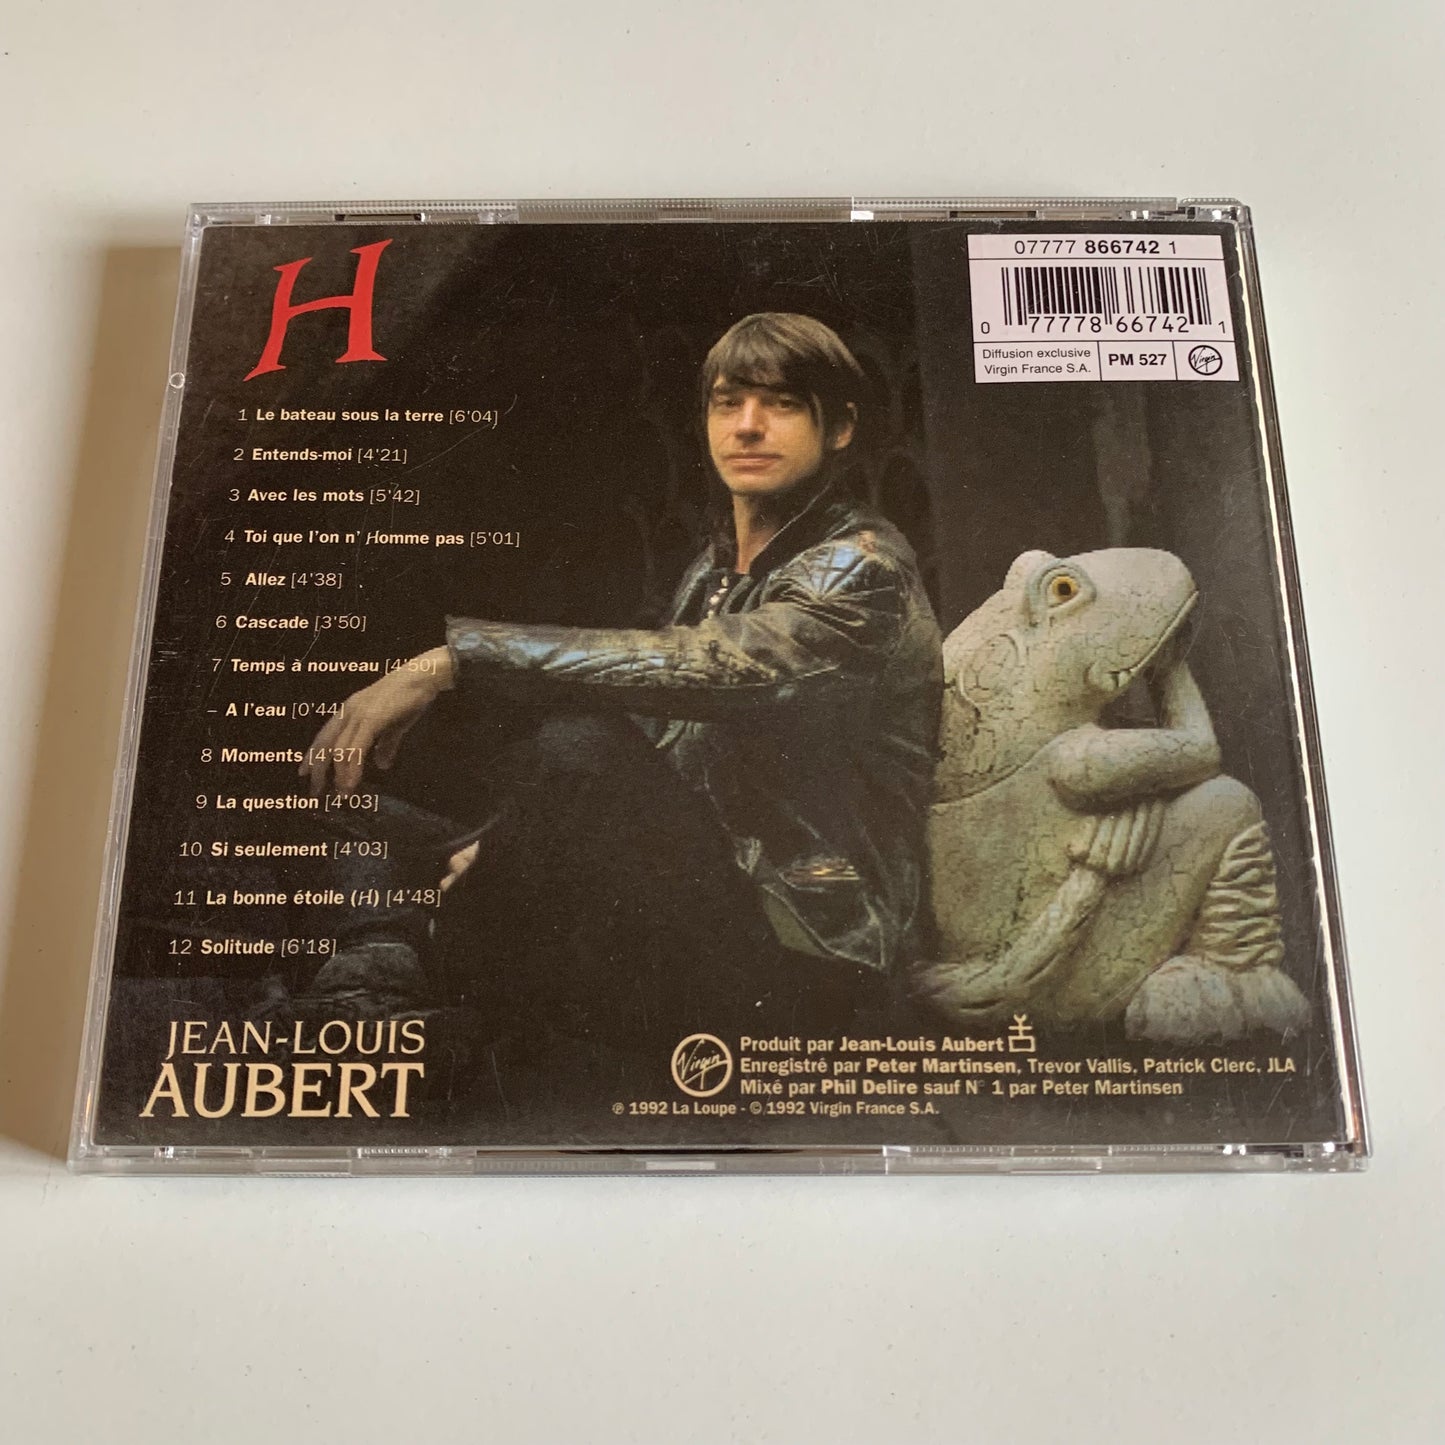 H
1 Le bateau sous la terre [6'04]
2 Entends-moi [4'21]
3 Avec les mots [5'42]
4 Toi que l'on n' Homme pas [5'01]
5 Allez [4'38]
6 Cascade [3'50]
7 Temps à nouveau [4'50]
– A l'eau [0'44]
8 Moments [4'37]
9 La question [4'03]
10 Si seulement [4'03]
11 La bonne étoile (H) [4'48]
12 Solitude [6'18]
JEAN-LOUIS
AUBERT
07777 866742 1
0 77778 66742 1
Diffusion exclusive
Virgin France S.A.
PM 527
Virgin
Virgin
Produit par Jean-Louis Aubert
Enregistré par Peter Martinsen, Trevor Vallis, Patrick Clerc, JLA
Mixé par Phil Delire sauf N° 1 par Peter Martinsen
℗ 1992 La Loupe - © 1992 Virgin France S.A.